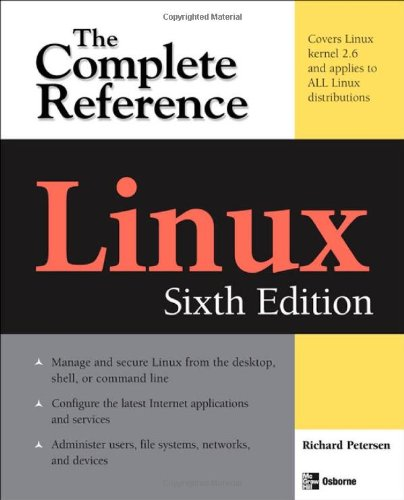 Copyrighted Material
The
Complete
Reference
Covers Linux
kernel 2.6
and applies to
ALL Linux
distributions
Linux
Sixth Edition
Manage and secure Linux from the desktop,
shell, or command line
Configure the latest Internet applications
and services
Administer users, file systems, networks,
and devices
Richard Petersen
Mc
Graw
Hill
Osborne
Copyrighted Material